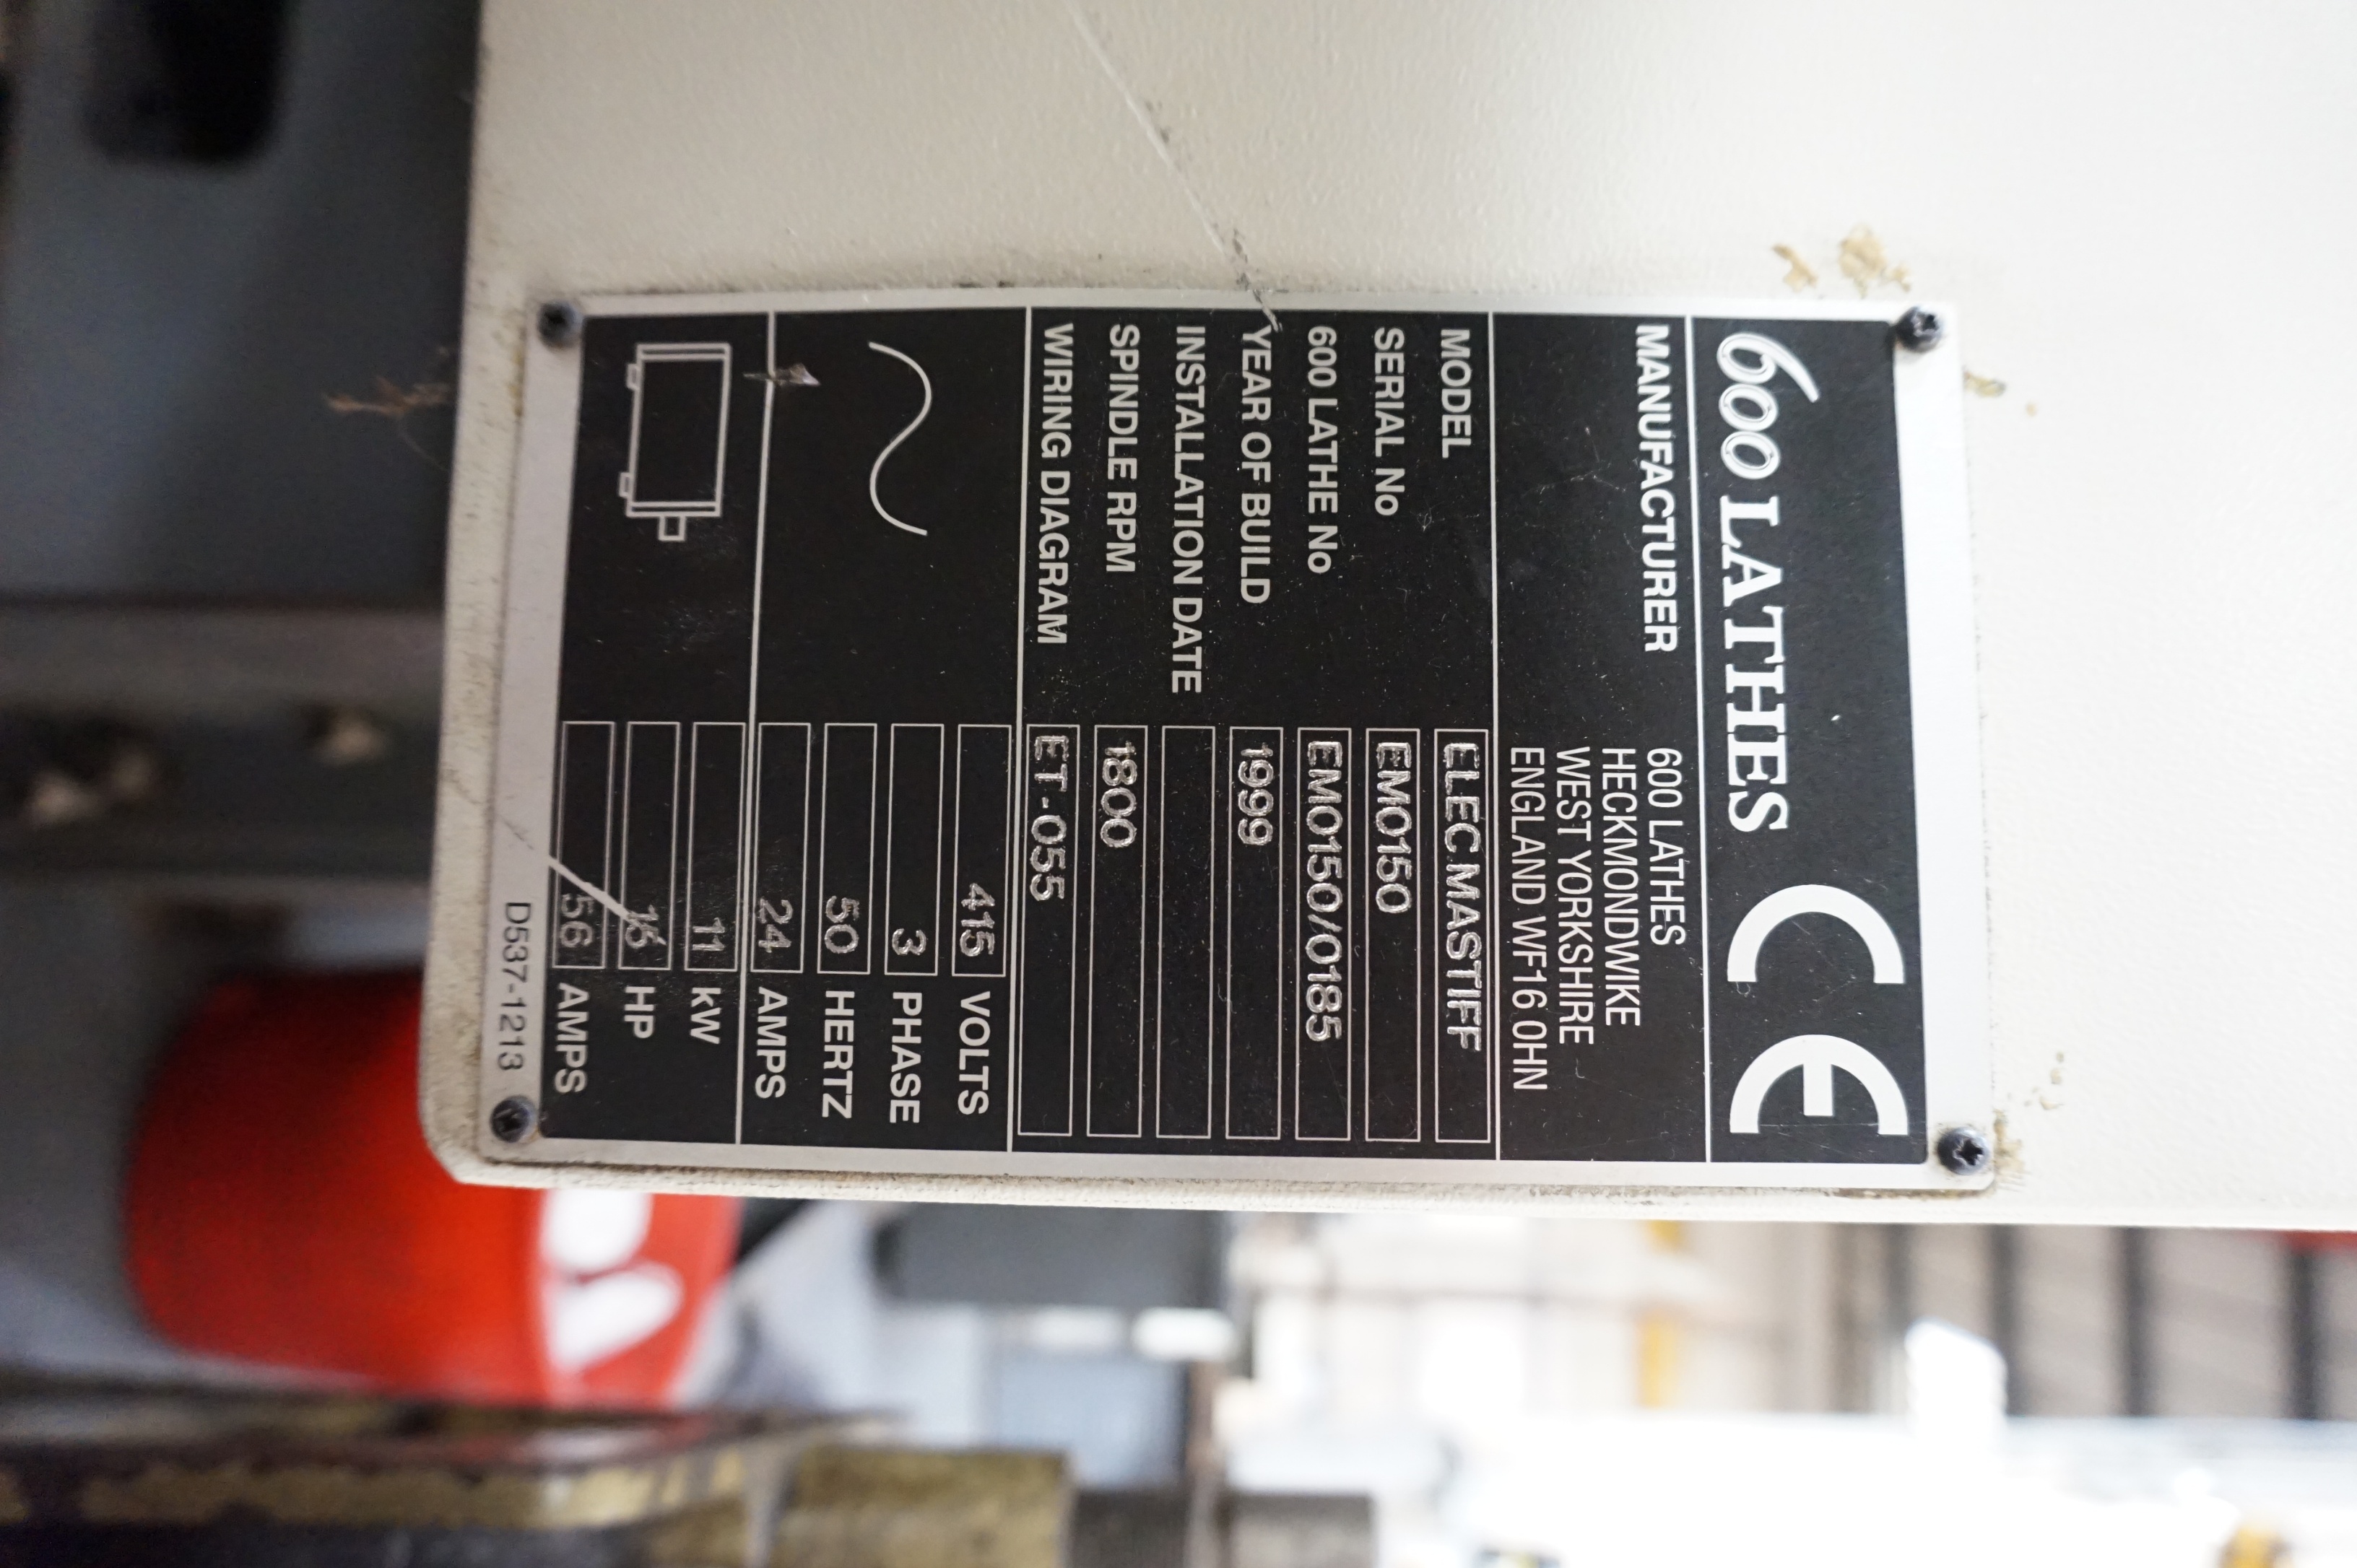 600 LATHES CE
MANUFACTURER 600 LATHES
HECKMONDWIKE
WEST YORKSHIRE
ENGLAND WF16 0HN
MODEL ELEC.MASTIFF
SERIAL No EM0150
600 LATHE No EM0150/0185
YEAR OF BUILD 1999
INSTALLATION DATE
SPINDLE RPM 1800
WIRING DIAGRAM ET-055
415 VOLTS
3 PHASE
50 HERTZ
24 AMPS
11 kW
15 HP
56 AMPS
D537-1213